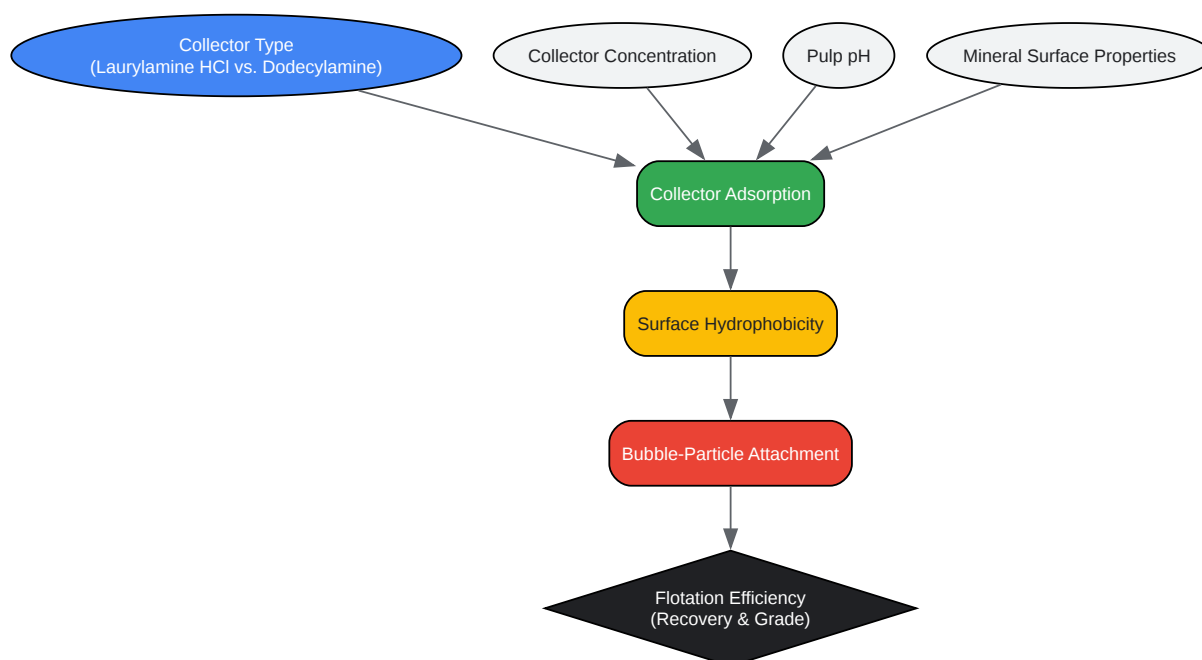 Collector Type
(Laurylamine HCl vs. Dodecylamine)
Collector Concentration
Pulp pH
Mineral Surface Properties
Collector Adsorption
Surface Hydrophobicity
Bubble-Particle Attachment
Flotation Efficiency
(Recovery & Grade)